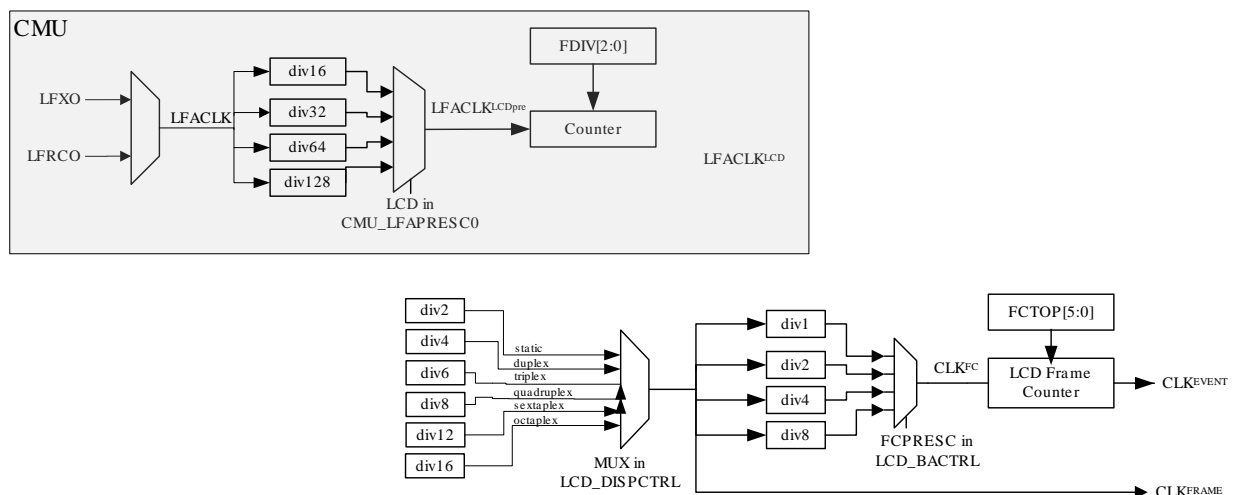 CMU
FDIV[2:0]
div16
LFXO
LFACLK
div32
LFACLKLCDpre
Counter
LFRCO
div64
LFACLKLCD
div128
LCD in
CMU_LFAPRESC0
div2
div4
div6
div8
div12
div16
static
duplex
triplex
quadruplex
sextaplex
octaplex
MUX in
LCD_DISPCTRL
div1
div2
div4
div8
FCPRESC in
LCD_BACTRL
CLKFC
FCTOP[5:0]
LCD Frame
Counter
CLKEVENT
CLKFRAME